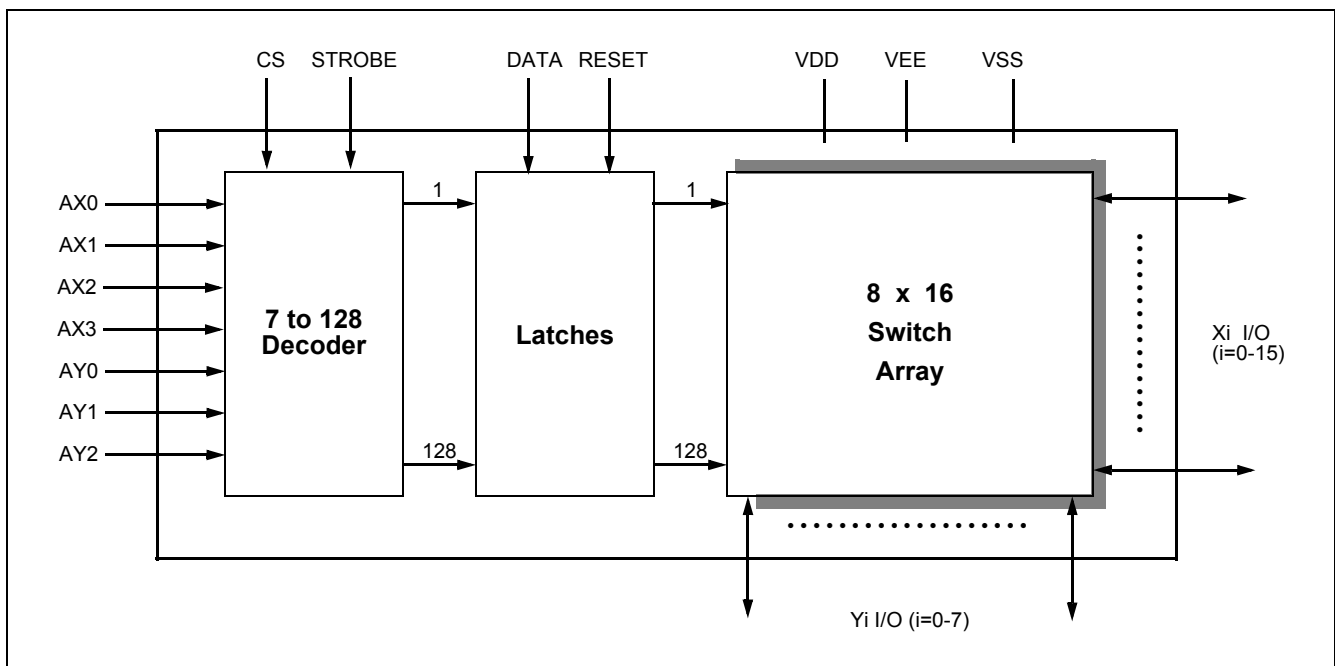 CS STROBE DATA RESET VDD VEE VSS
AX0
AX1
AX2
AX3
AY0
AY1
AY2
7 to 128
Decoder
1
128
Latches
1
128
8 x 16
Switch
Array
Xi I/O
(i=0-15)
Yi I/O (i=0-7)